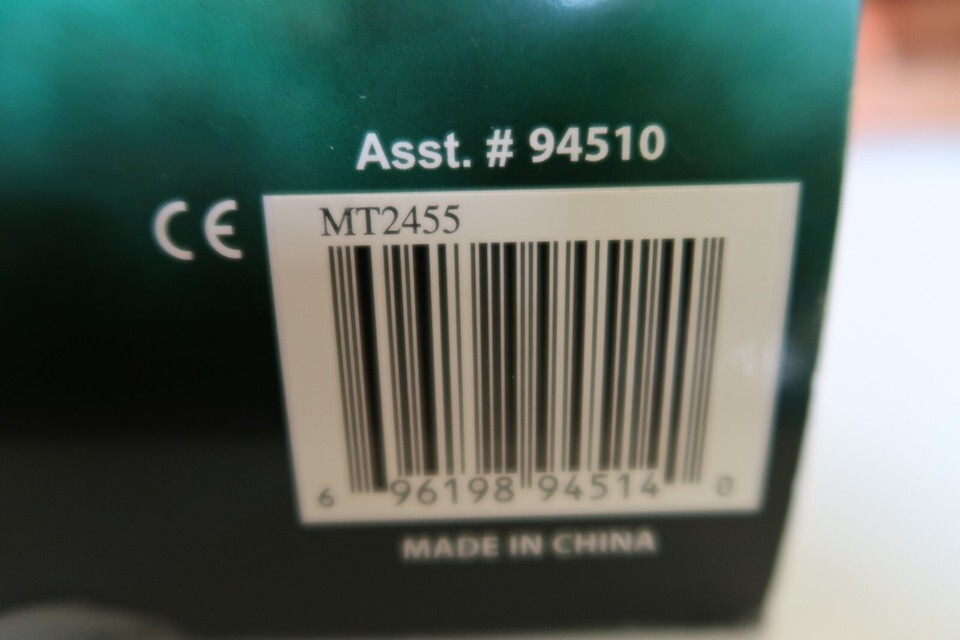 Asst. # 94510
CE
MT2455
6 96198 94514 0
MADE IN CHINA